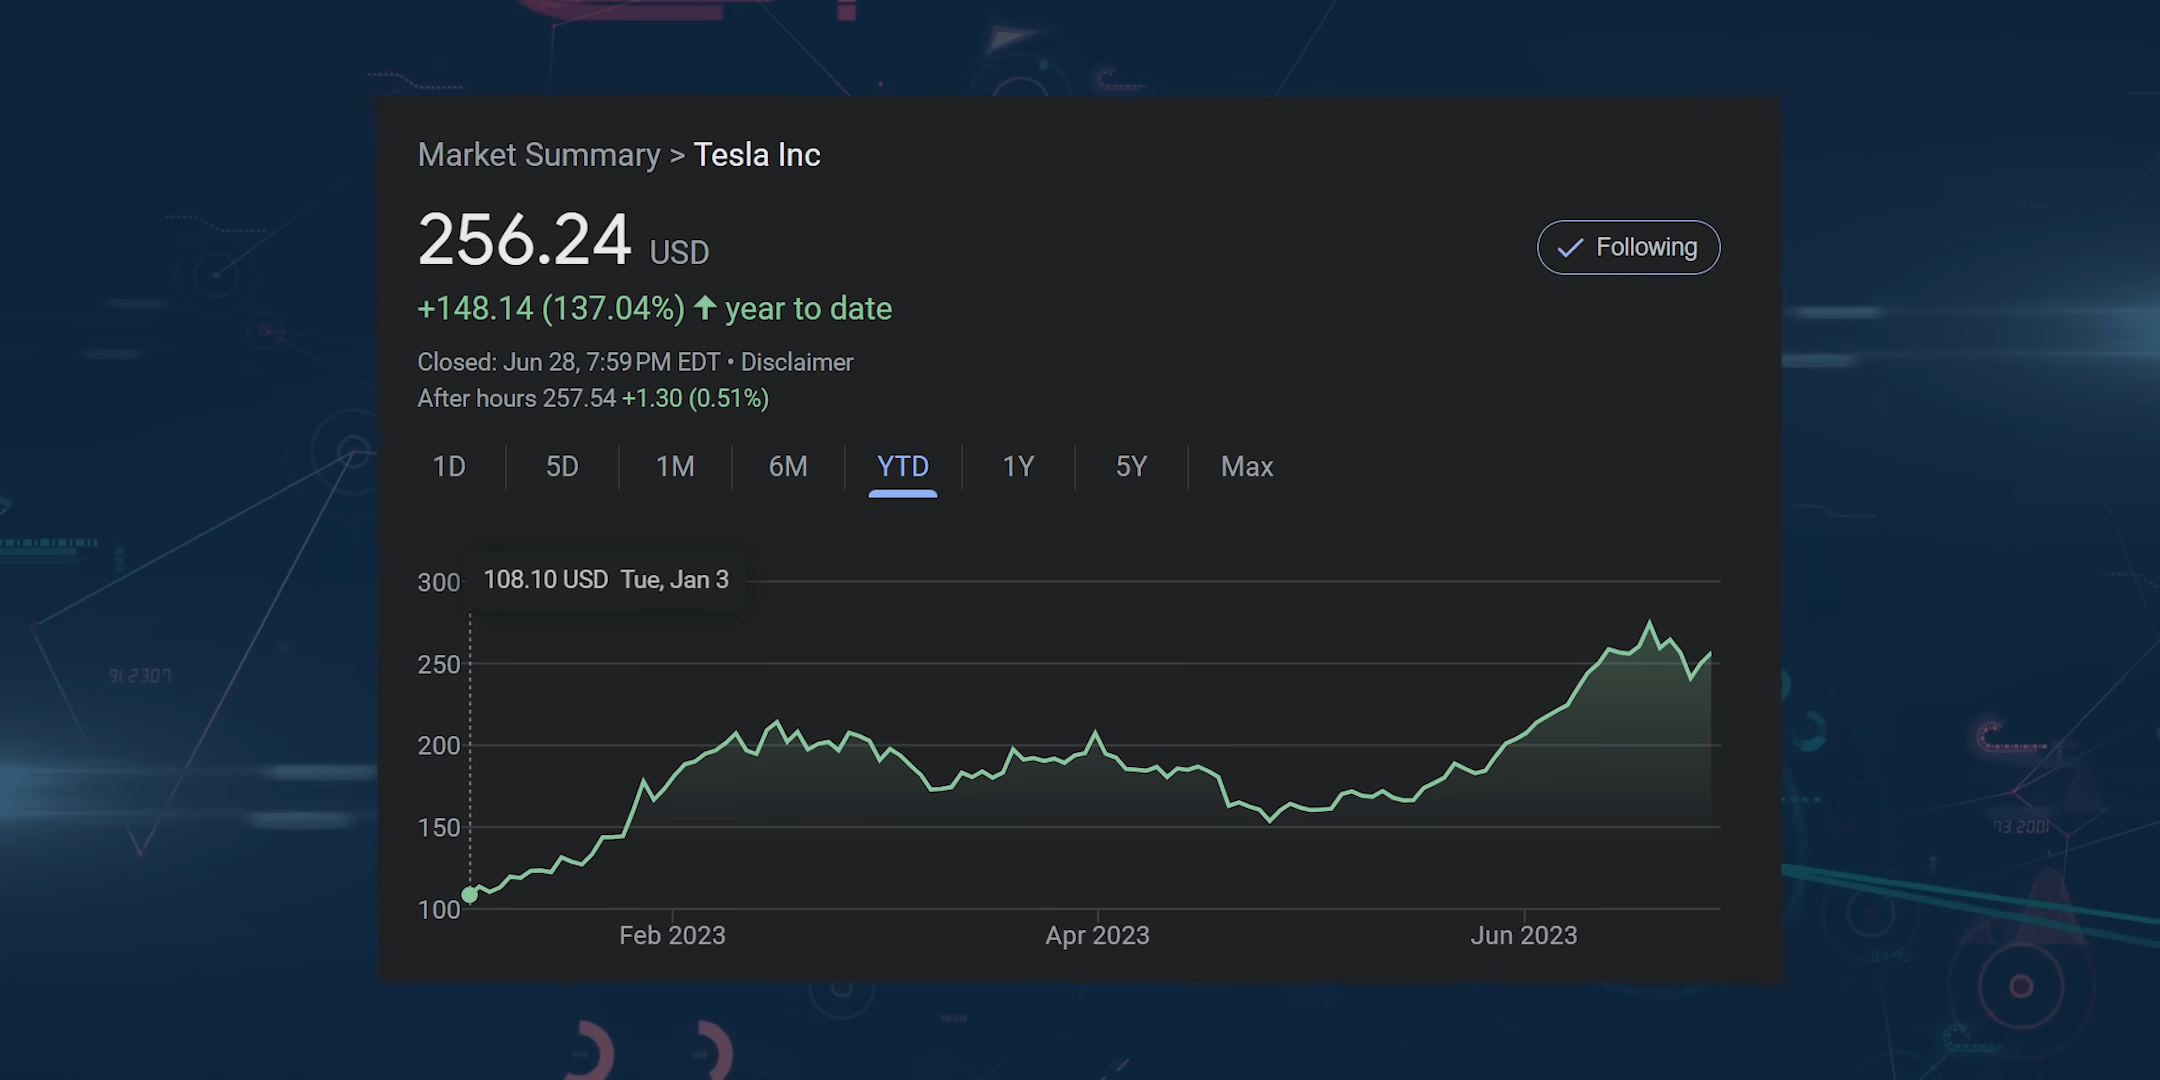 Market Summary > Tesla Inc
256.24 USD
Following
+148.14 (137.04%) ↑ year to date
Closed: Jun 28, 7:59 PM EDT • Disclaimer
After hours 257.54 +1.30 (0.51%)
1D 5D 1M 6M YTD 1Y 5Y Max
108.10 USD Tue, Jan 3
300
250
200
150
100
Feb 2023 Apr 2023 Jun 2023